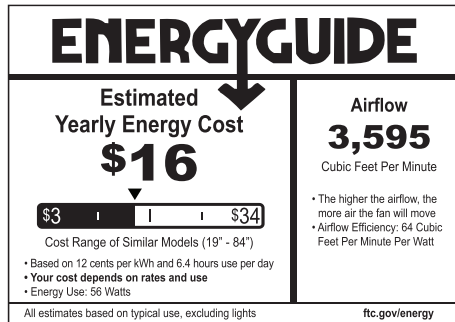 ENERGYGUIDE
Estimated
Yearly Energy Cost
$16
$3
$34
Cost Range of Similar Models (19” - 84”)
• Based on 12 cents per kWh and 6.4 hours use per day
• Your cost depends on rates and use
• Energy Use: 56 Watts
Airflow
3,595
Cubic Feet Per Minute
• The higher the airflow, the
more air the fan will move
• Airflow Efficiency: 64 Cubic
Feet Per Minute Per Watt
All estimates based on typical use, excluding lights
ftc.gov/energy